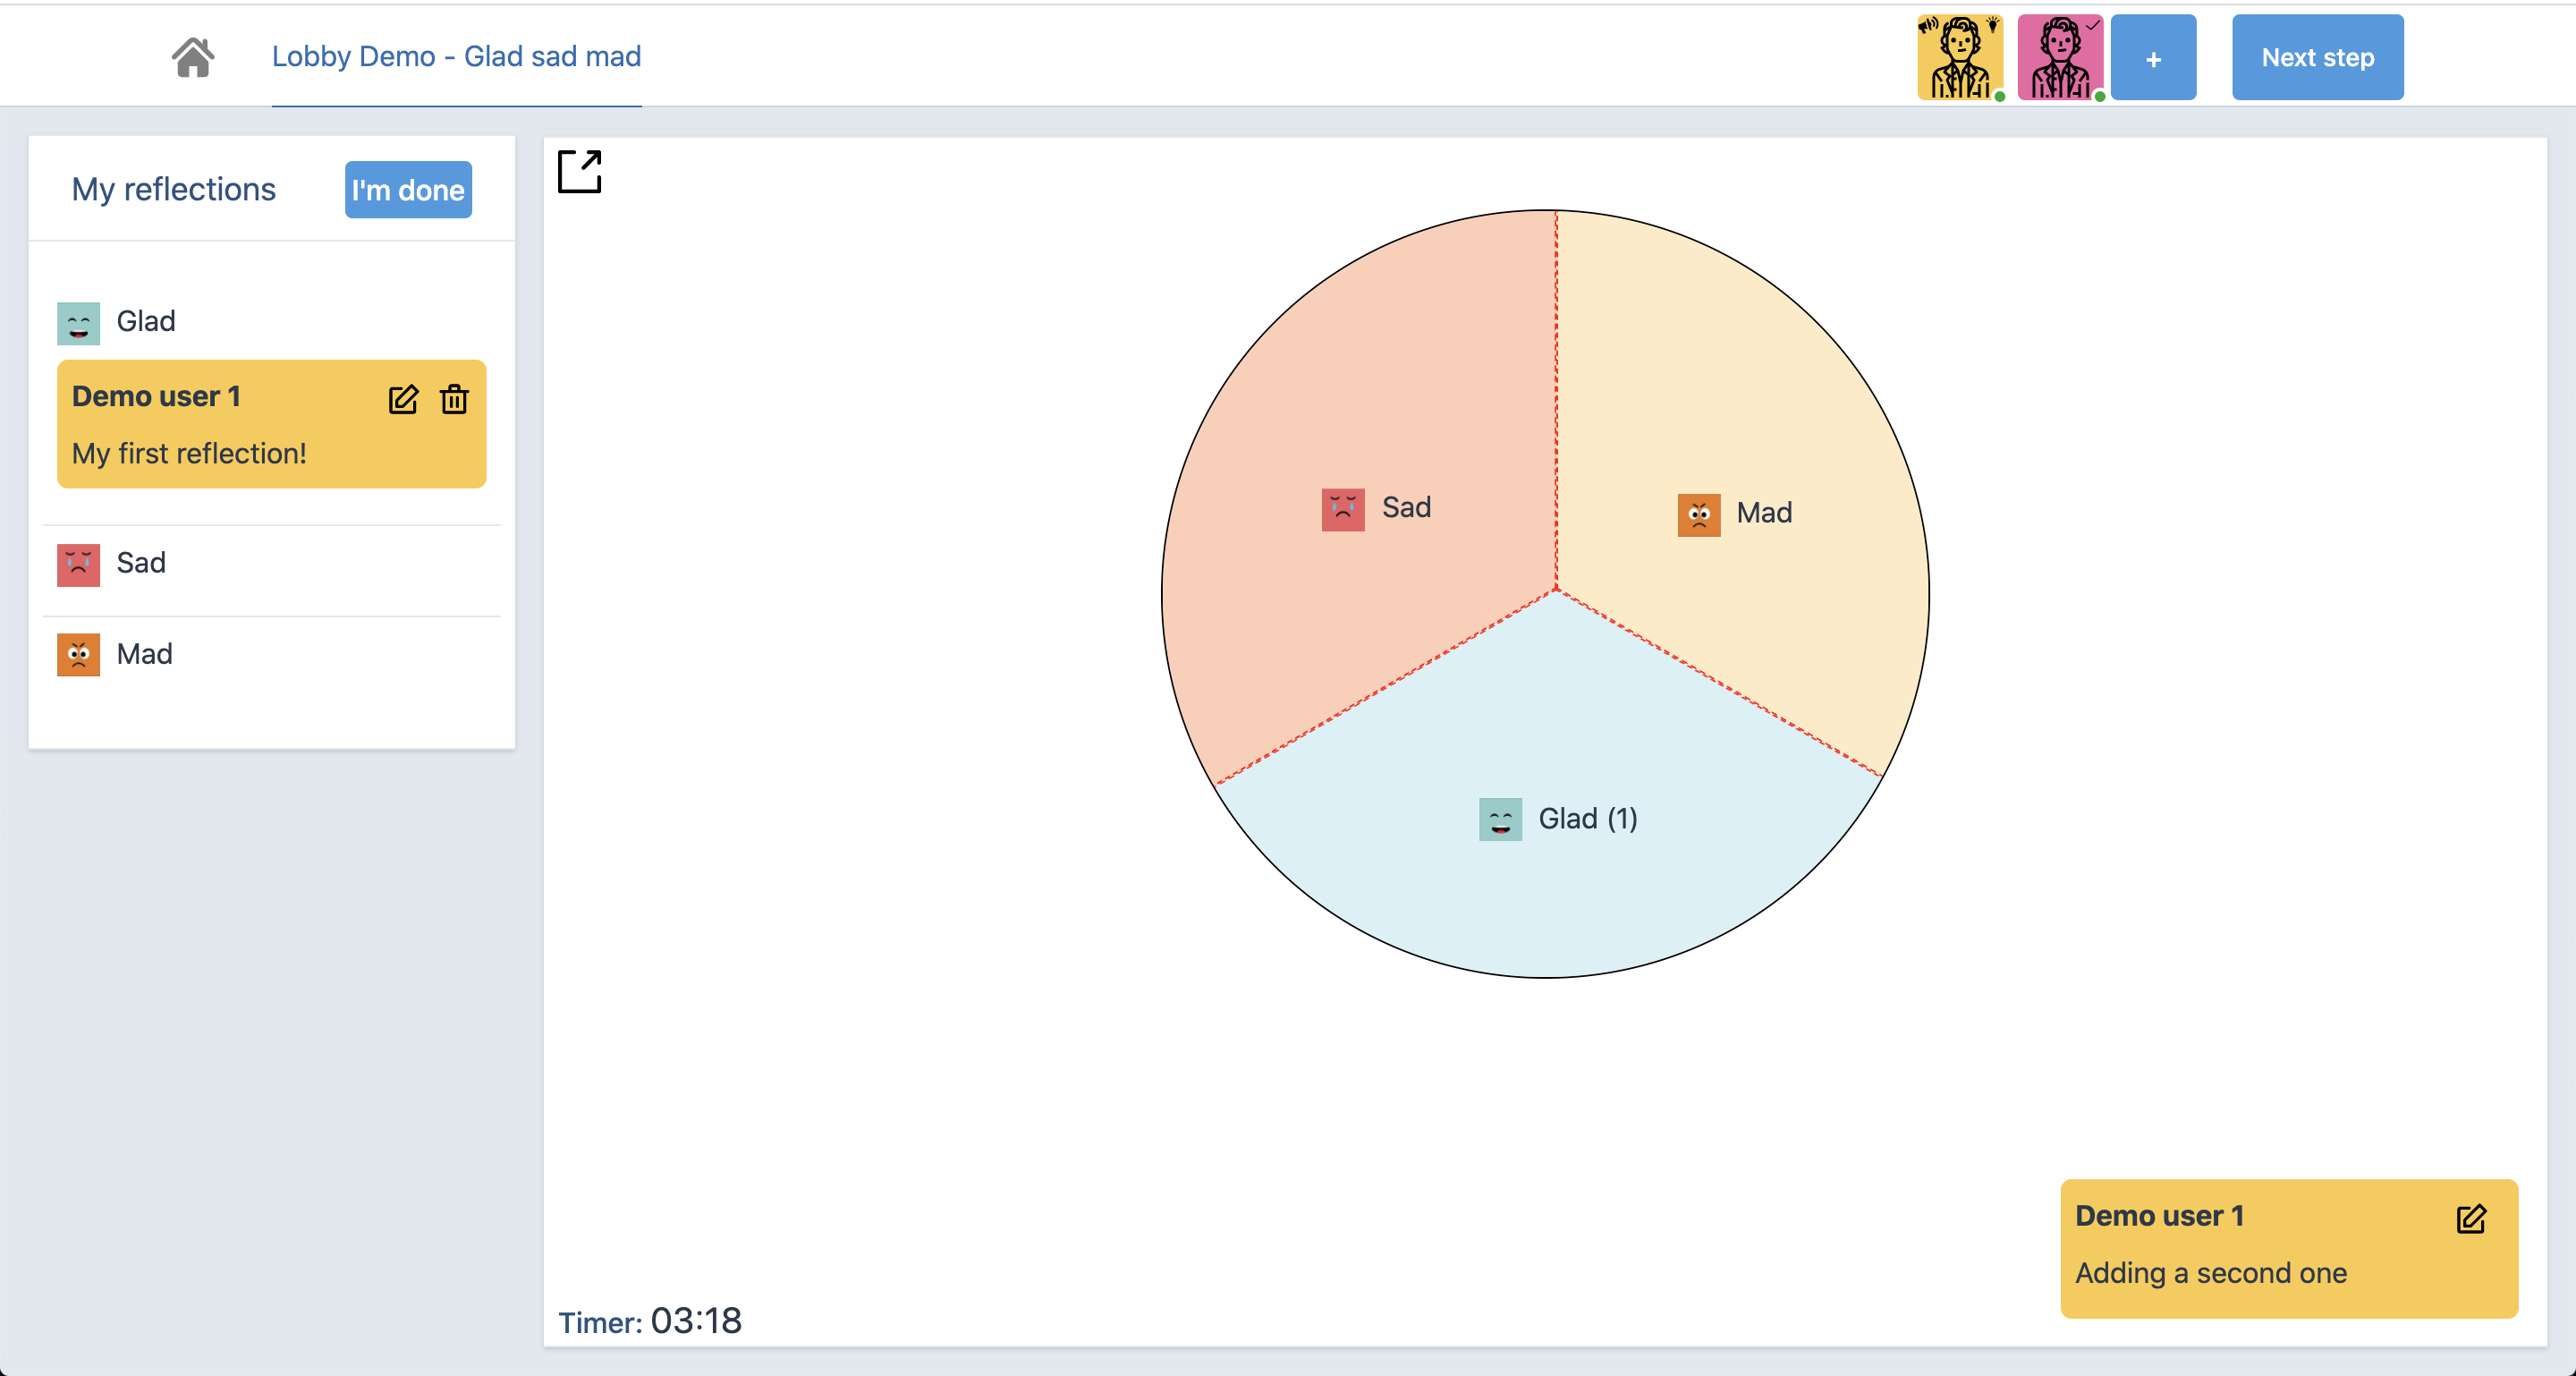 Lobby Demo - Glad sad mad
+
Next step
My reflections
I'm done
Glad
Demo user 1
My first reflection!
Sad
Mad
Sad
Mad
Glad (1)
Demo user 1
Adding a second one
Timer: 03:18